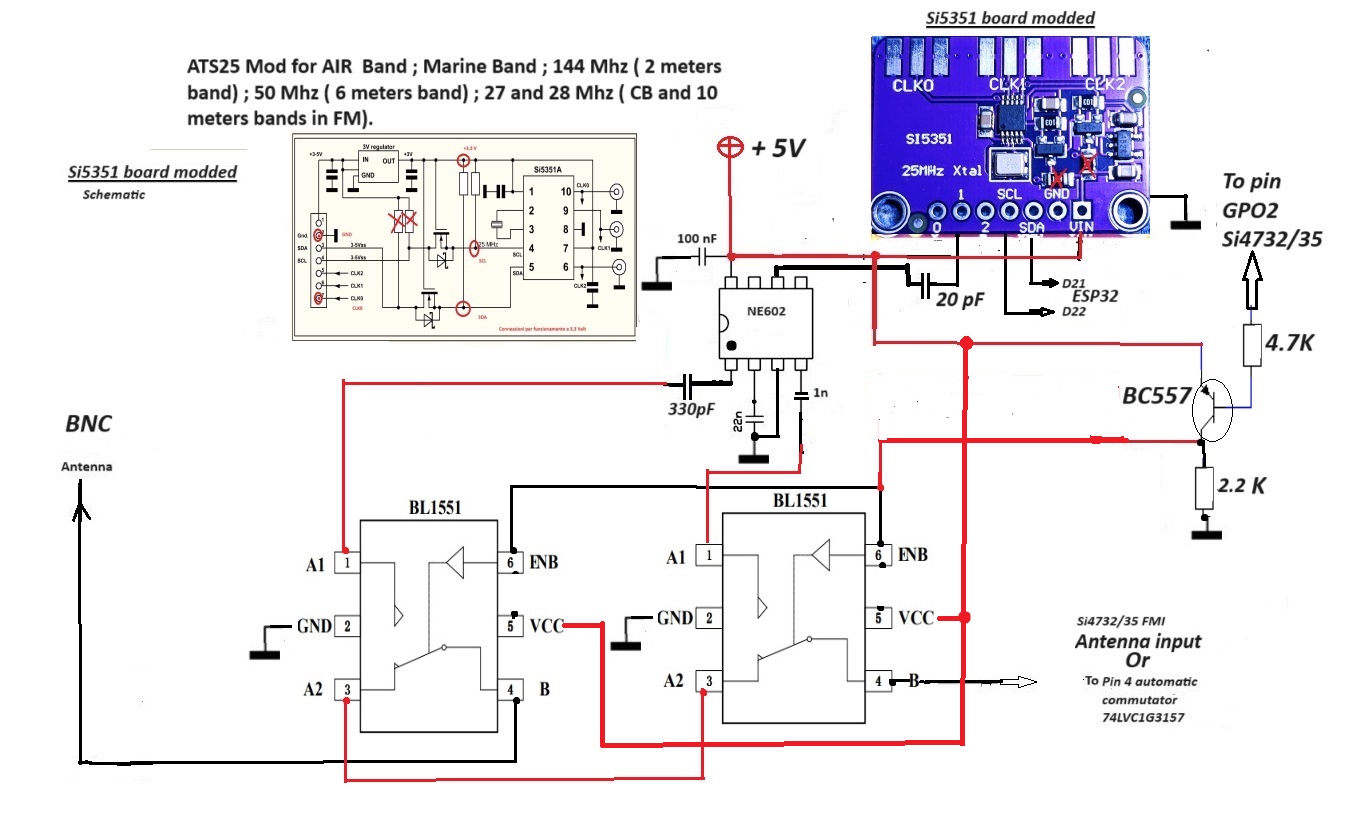 Si5351 board modded
ATS25 Mod for AIR Band ; Marine Band ; 144 Mhz ( 2 meters
band) ; 50 Mhz ( 6 meters band) ; 27 and 28 Mhz ( CB and 10
meters bands in FM).
Si5351 board modded
Schematic
3V regulator
+3-5V
IN
OUT
+3V
GND
+3,3 V
Si5351A
1
2
3
4
5
10
9
8
7
6
CLK0
CLK1
CLK2
25 MHz
SCL
SCL
SDA
SDA
Gnd.
GND
SDA
SCL
3-5Vss
3-5Vss
CLK2
CLK1
CLK0
CLK0
Connessioni per funzionamento a 3,3 Volt
+ 5V
100 nF
CLK0
CLK1
CLK2
SI5351
25MHz Xtal
SCL
GND
0
1
2
SDA
VIN
To pin
GPO2
Si4732/35
20 pF
D21
ESP32
D22
NE602
4.7K
BC557
330pF
22n
1n
BNC
Antenna
2.2 K
BL1551
A1
1
6
ENB
GND
2
5
VCC
A2
3
4
B
BL1551
A1
1
6
ENB
GND
2
5
VCC
A2
3
4
B
Si4732/35 FMI
Antenna input
Or
To Pin 4 automatic
commutator
74LVC1G3157